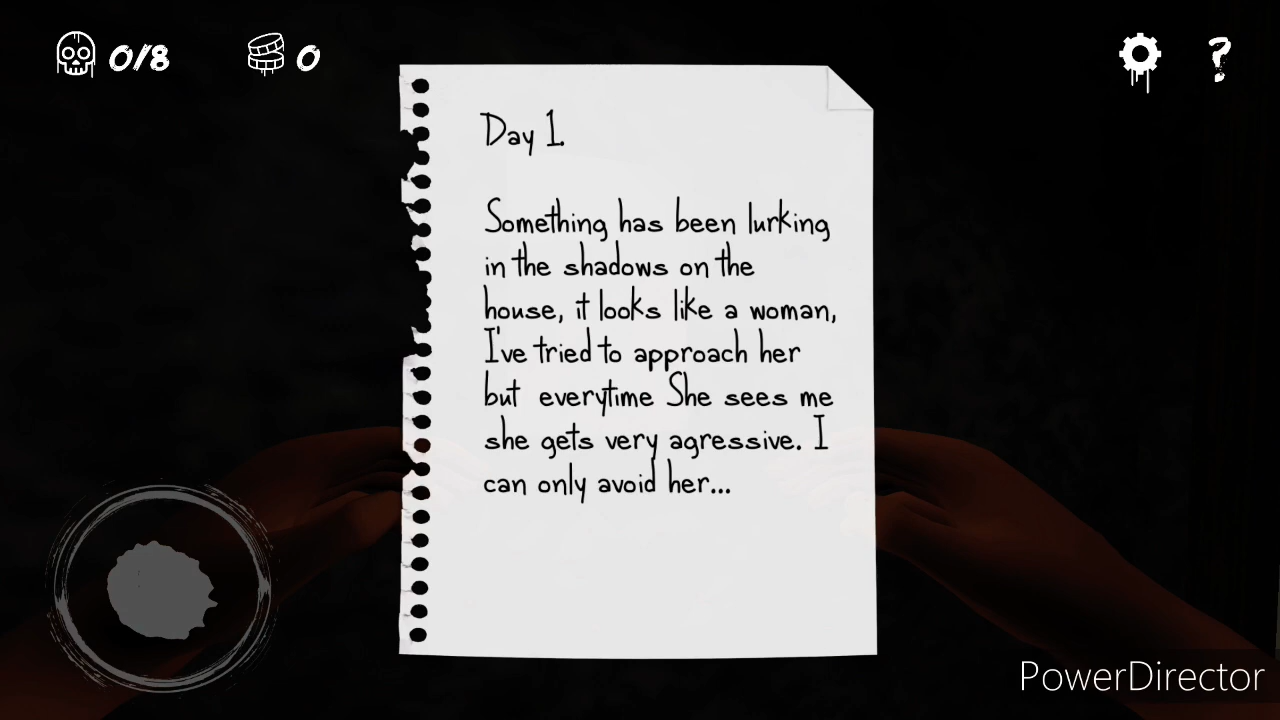 0/8
0
?
Day 1.
Something has been lurking
in the shadows on the
house, it looks like a woman,
I've tried to approach her
but everytime She sees me
she gets very agressive. I
can only avoid her...
PowerDirector